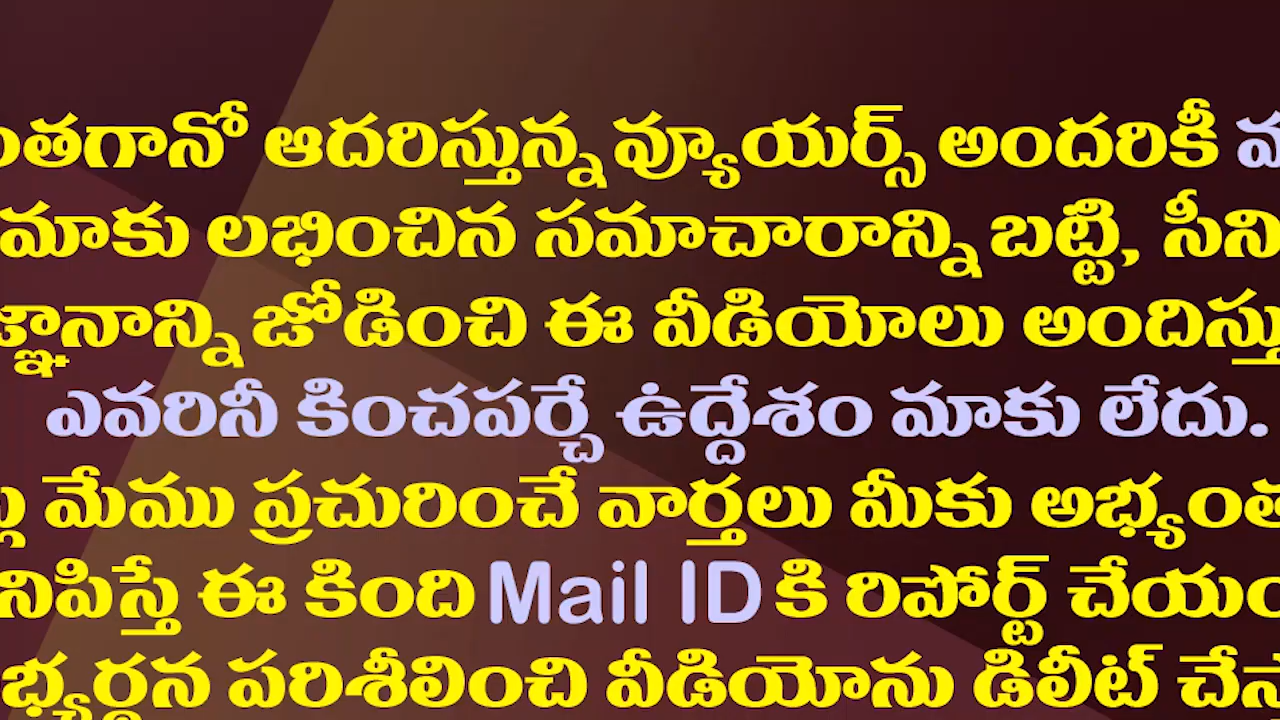 ంతగానో ఆదరిస్తున్న వ్యూయర్స్ అందరికీ
మాకు లభించిన సమాచారాన్ని బట్టి, సీని
జ్ఞానాన్ని జోడించి ఈ వీడియోలు అందిస్తు
ఎవరినీ కించపర్చే ఉద్దేశం మాకు లేదు.
మేము ప్రచురించే వార్తలు మీకు అభ్యంత
నిపిస్తే ఈ కింది Mail ID కి రిపోర్ట్ చేయం
భ్యర్థన పరిశీలించి వీడియోను డిలీట్ చేస